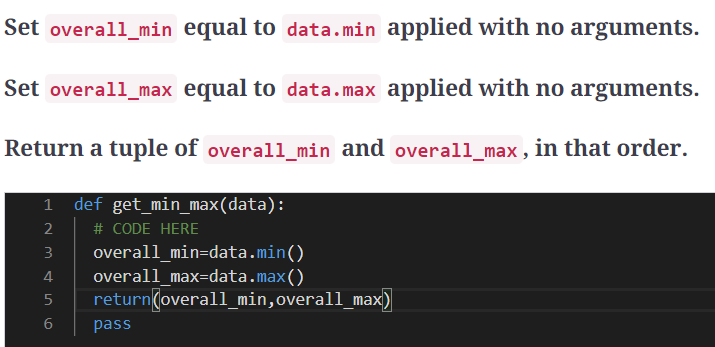 Set overall_min equal to data.min applied with no arguments.
Set overall_max equal to data.max applied with no arguments.
Return a tuple of overall_min and overall_max, in that order.
1 def get_min_max(data):
2   # CODE HERE
3   overall_min=data.min()
4   overall_max=data.max()
5   return(overall_min,overall_max)
6   pass